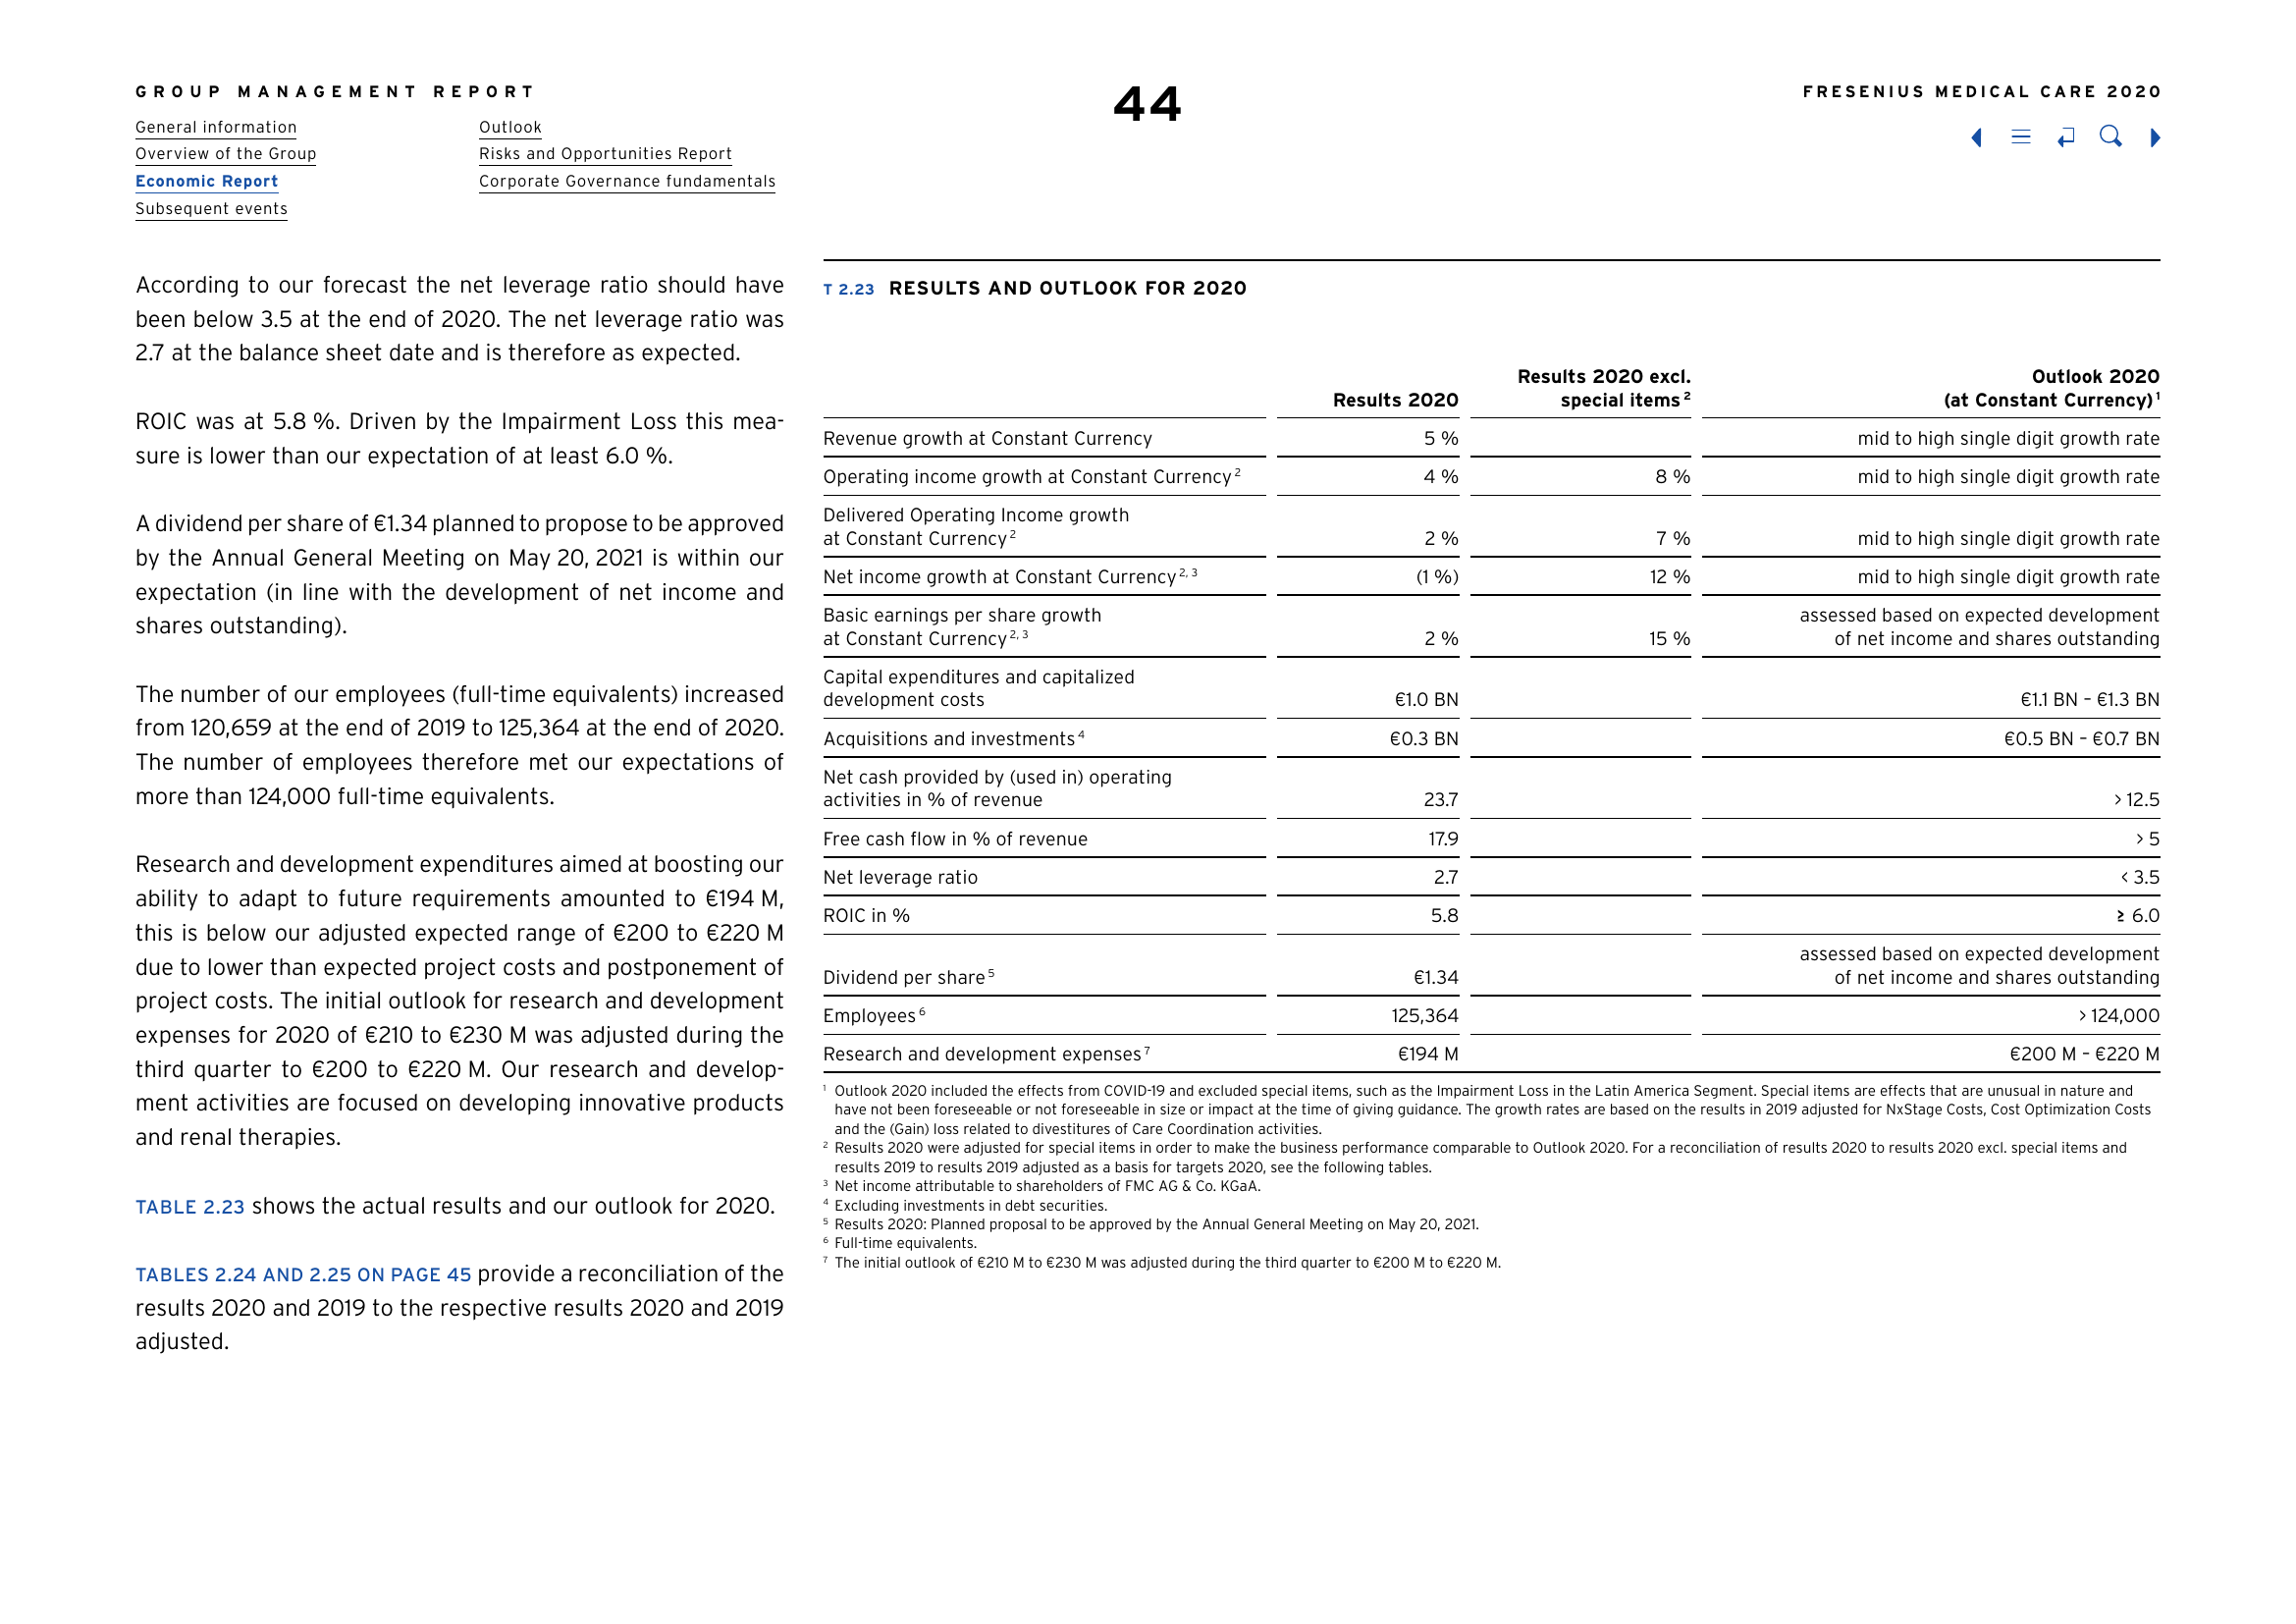 GROUP MANAGEMENT REPORT
General information
Overview of the Group
Economic Report
Subsequent events
Outlook
Risks and Opportunities Report
Corporate Governance fundamentals
44
FRESENIUS MEDICAL CARE 2020
According to our forecast the net leverage ratio should have
been below 3.5 at the end of 2020. The net leverage ratio was
2.7 at the balance sheet date and is therefore as expected.
ROIC was at 5.8 %. Driven by the Impairment Loss this mea-
sure is lower than our expectation of at least 6.0 %.
A dividend per share of €1.34 planned to propose to be approved
by the Annual General Meeting on May 20, 2021 is within our
expectation (in line with the development of net income and
shares outstanding).
The number of our employees (full-time equivalents) increased
from 120,659 at the end of 2019 to 125,364 at the end of 2020.
The number of employees therefore met our expectations of
more than 124,000 full-time equivalents.
Research and development expenditures aimed at boosting our
ability to adapt to future requirements amounted to €194 M,
this is below our adjusted expected range of €200 to €220 M
due to lower than expected project costs and postponement of
project costs. The initial outlook for research and development
expenses for 2020 of €210 to €230 M was adjusted during the
third quarter to €200 to €220 M. Our research and develop-
ment activities are focused on developing innovative products
and renal therapies.
TABLE 2.23 shows the actual results and our outlook for 2020.
TABLES 2.24 AND 2.25 ON PAGE 45 provide a reconciliation of the
results 2020 and 2019 to the respective results 2020 and 2019
adjusted.
T 2.23 RESULTS AND OUTLOOK FOR 2020
Results 2020 excl. Outlook 2020
Results 2020 special items 2 (at Constant Currency) 1
Revenue growth at Constant Currency 5 % mid to high single digit growth rate
Operating income growth at Constant Currency 2 4 % 8 % mid to high single digit growth rate
Delivered Operating Income growth
at Constant Currency 2 2 % 7 % mid to high single digit growth rate
Net income growth at Constant Currency 2, 3 (1 %) 12 % mid to high single digit growth rate
Basic earnings per share growth assessed based on expected development
at Constant Currency 2, 3 2 % 15 % of net income and shares outstanding
Capital expenditures and capitalized
development costs €1.0 BN €1.1 BN – €1.3 BN
Acquisitions and investments 4 €0.3 BN €0.5 BN – €0.7 BN
Net cash provided by (used in) operating
activities in % of revenue 23.7 > 12.5
Free cash flow in % of revenue 17.9 > 5
Net leverage ratio 2.7 < 3.5
ROIC in % 5.8 ≥ 6.0
assessed based on expected development
Dividend per share 5 €1.34 of net income and shares outstanding
Employees 6 125,364 > 124,000
Research and development expenses 7 €194 M €200 M – €220 M
1 Outlook 2020 included the effects from COVID-19 and excluded special items, such as the Impairment Loss in the Latin America Segment. Special items are effects that are unusual in nature and
have not been foreseeable or not foreseeable in size or impact at the time of giving guidance. The growth rates are based on the results in 2019 adjusted for NxStage Costs, Cost Optimization Costs
and the (Gain) loss related to divestitures of Care Coordination activities.
2 Results 2020 were adjusted for special items in order to make the business performance comparable to Outlook 2020. For a reconciliation of results 2020 to results 2020 excl. special items and
results 2019 to results 2019 adjusted as a basis for targets 2020, see the following tables.
3 Net income attributable to shareholders of FMC AG & Co. KGaA.
4 Excluding investments in debt securities.
5 Results 2020: Planned proposal to be approved by the Annual General Meeting on May 20, 2021.
6 Full-time equivalents.
7 The initial outlook of €210 M to €230 M was adjusted during the third quarter to €200 M to €220 M.